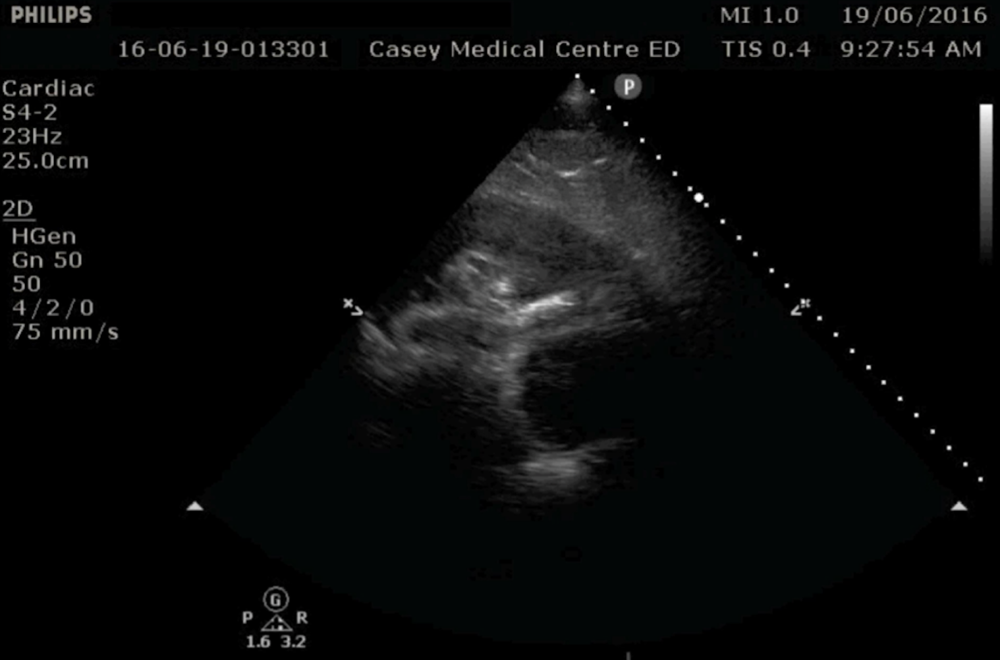 PHILIPS
MI 1.0
19/06/2016
16-06-19-013301
Casey Medical Centre ED
TIS 0.4
9:27:54 AM
P
Cardiac
S4-2
23Hz
25.0cm
2D
HGen
Gn 50
50
4/2/0
75 mm/s
G
P R
1.6 3.2